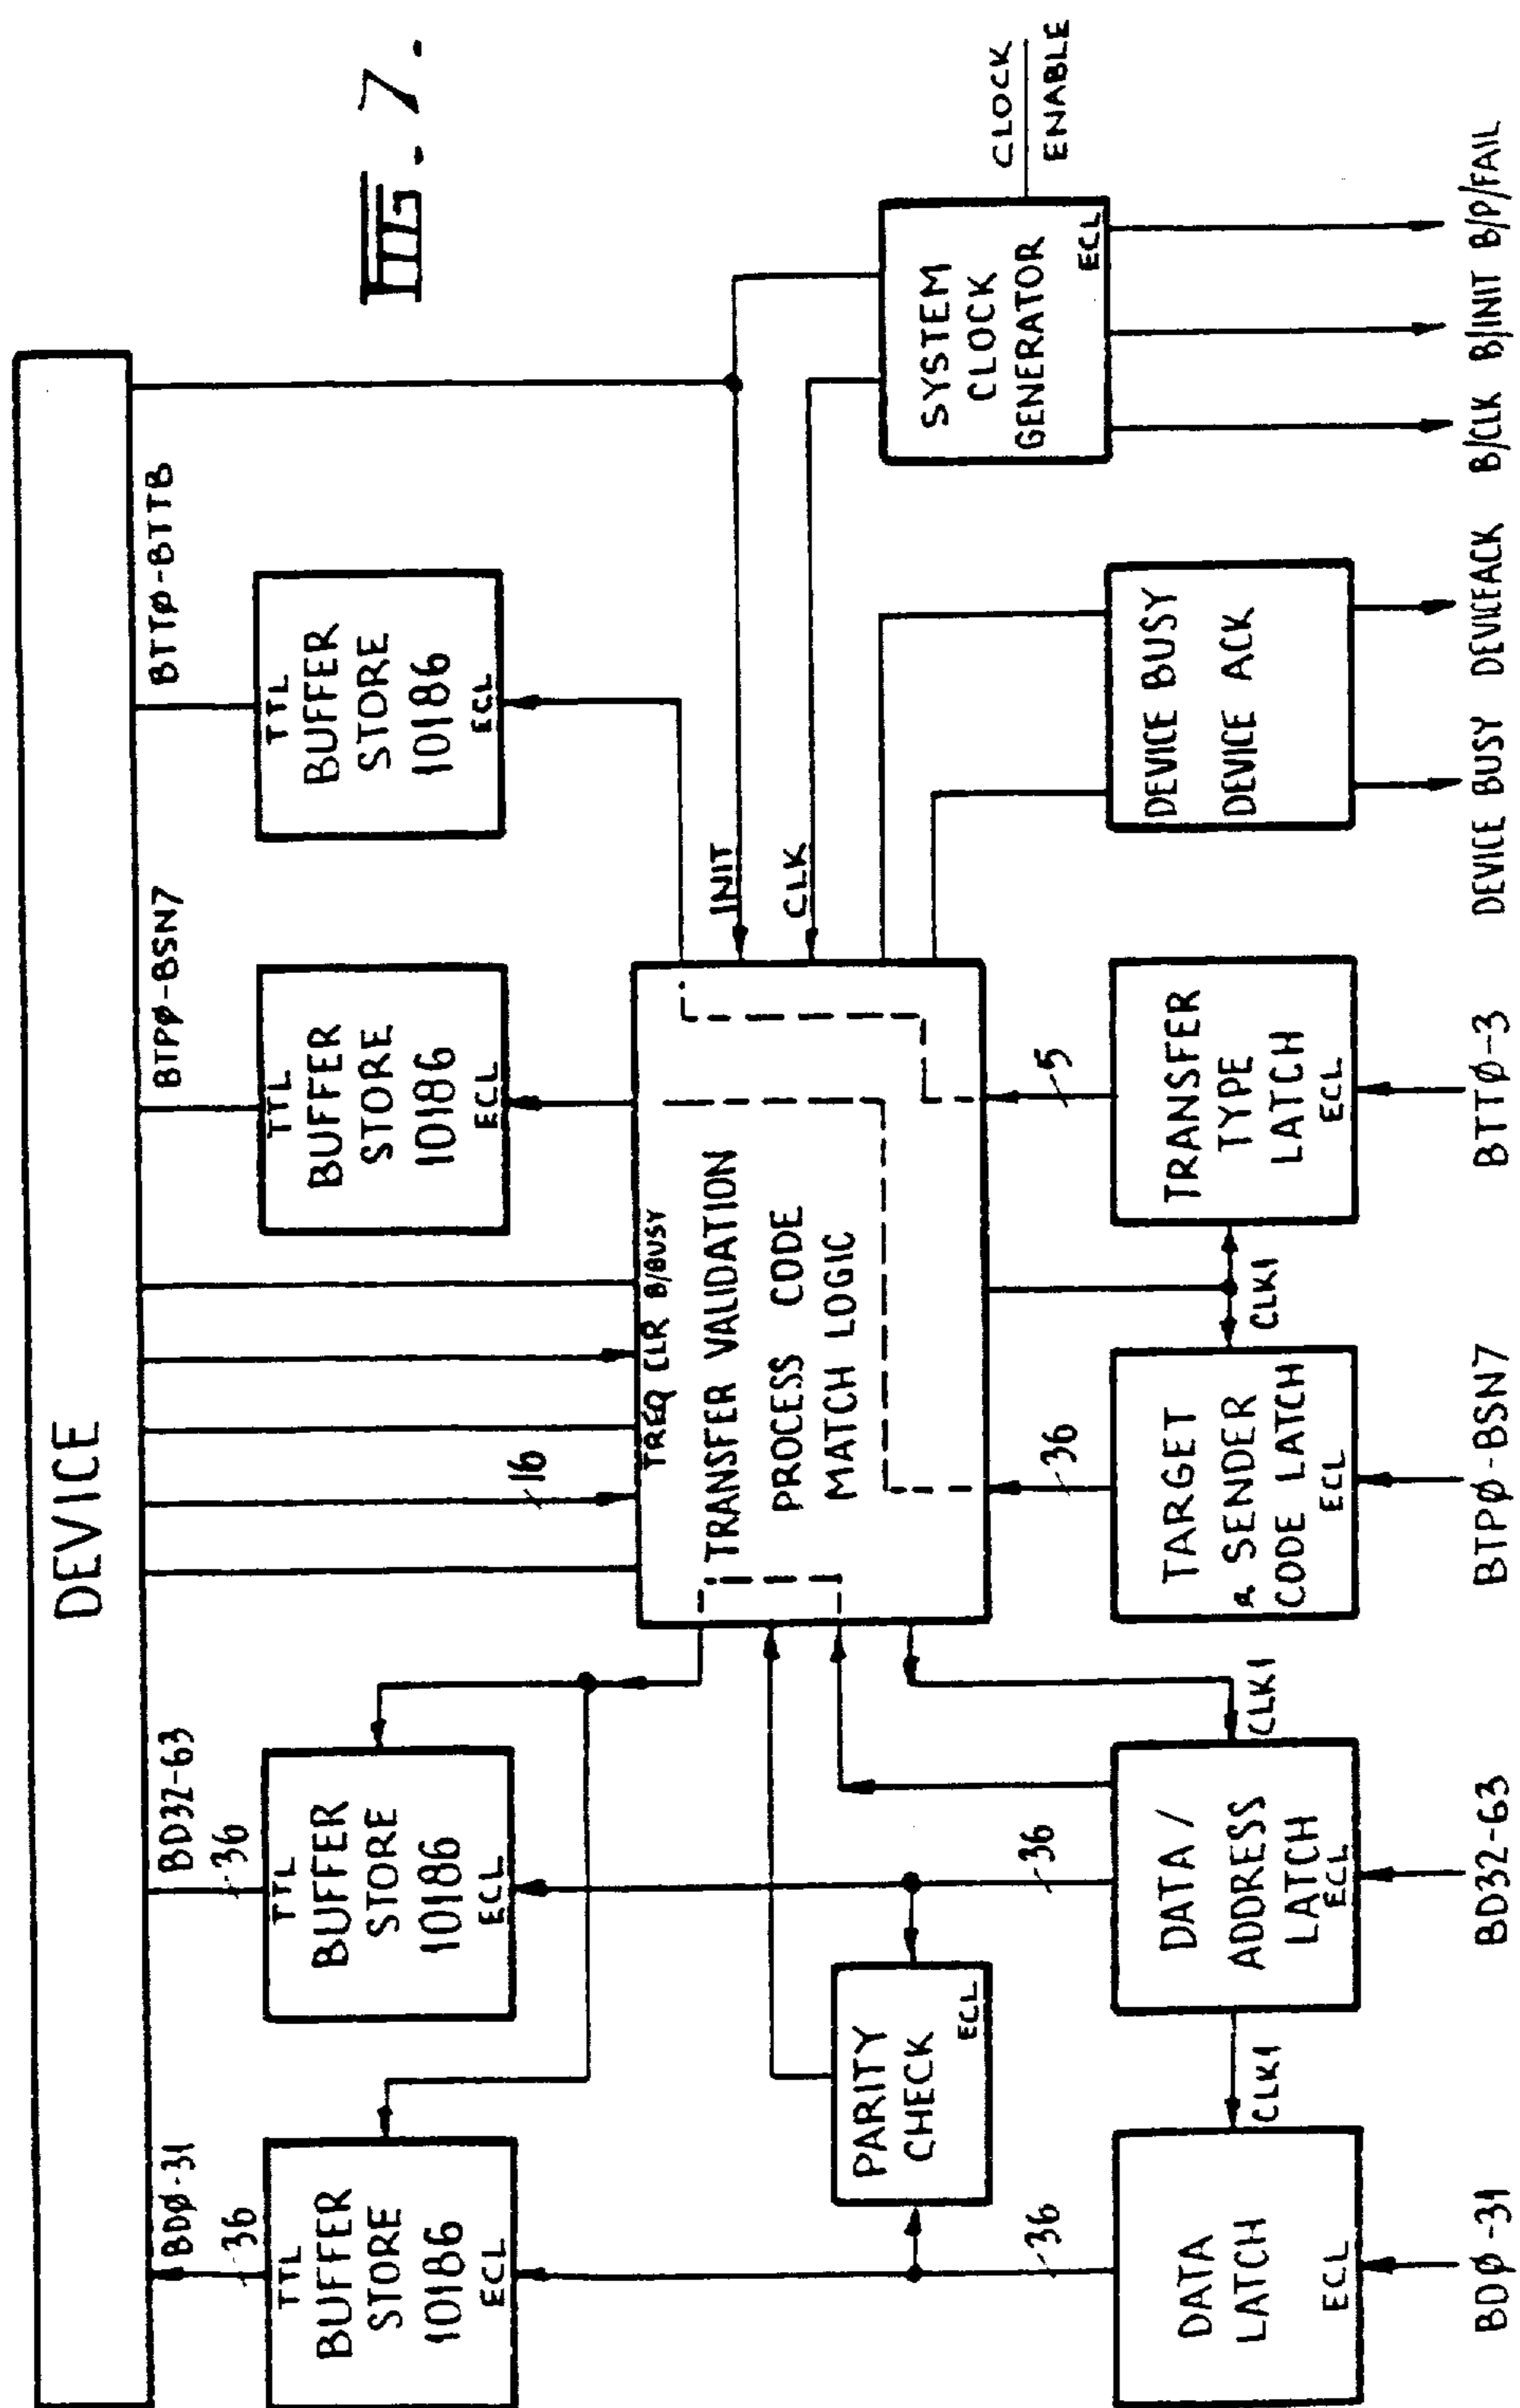 FIG. 7.
DEVICE
BDØ-31
36
BD32-63
36
BTPØ-BSN7
BTTØ-BTTB
TTL
BUFFER
STORE
10186
ECL
TTL
BUFFER
STORE
10186
ECL
TTL
BUFFER
STORE
10186
ECL
TTL
BUFFER
STORE
10186
ECL
16
TREQ CLR B/BUSY
TRANSFER VALIDATION
PROCESS CODE
MATCH LOGIC
INIT
CLK
PARITY
CHECK
ECL
SYSTEM
CLOCK
GENERATOR
ECL
CLOCK
ENABLE
36
36
36
5
CLK1
CLK1
CLK1
DATA
LATCH
ECL
DATA /
ADDRESS
LATCH
ECL
TARGET
& SENDER
CODE LATCH
ECL
TRANSFER
TYPE
LATCH
ECL
DEVICE BUSY
DEVICE ACK
BDØ-31
BD32-63
BTPØ-BSN7
BTTØ-3
DEVICE BUSY
DEVICEACK
B/CLK
B/INIT
B/P/FAIL